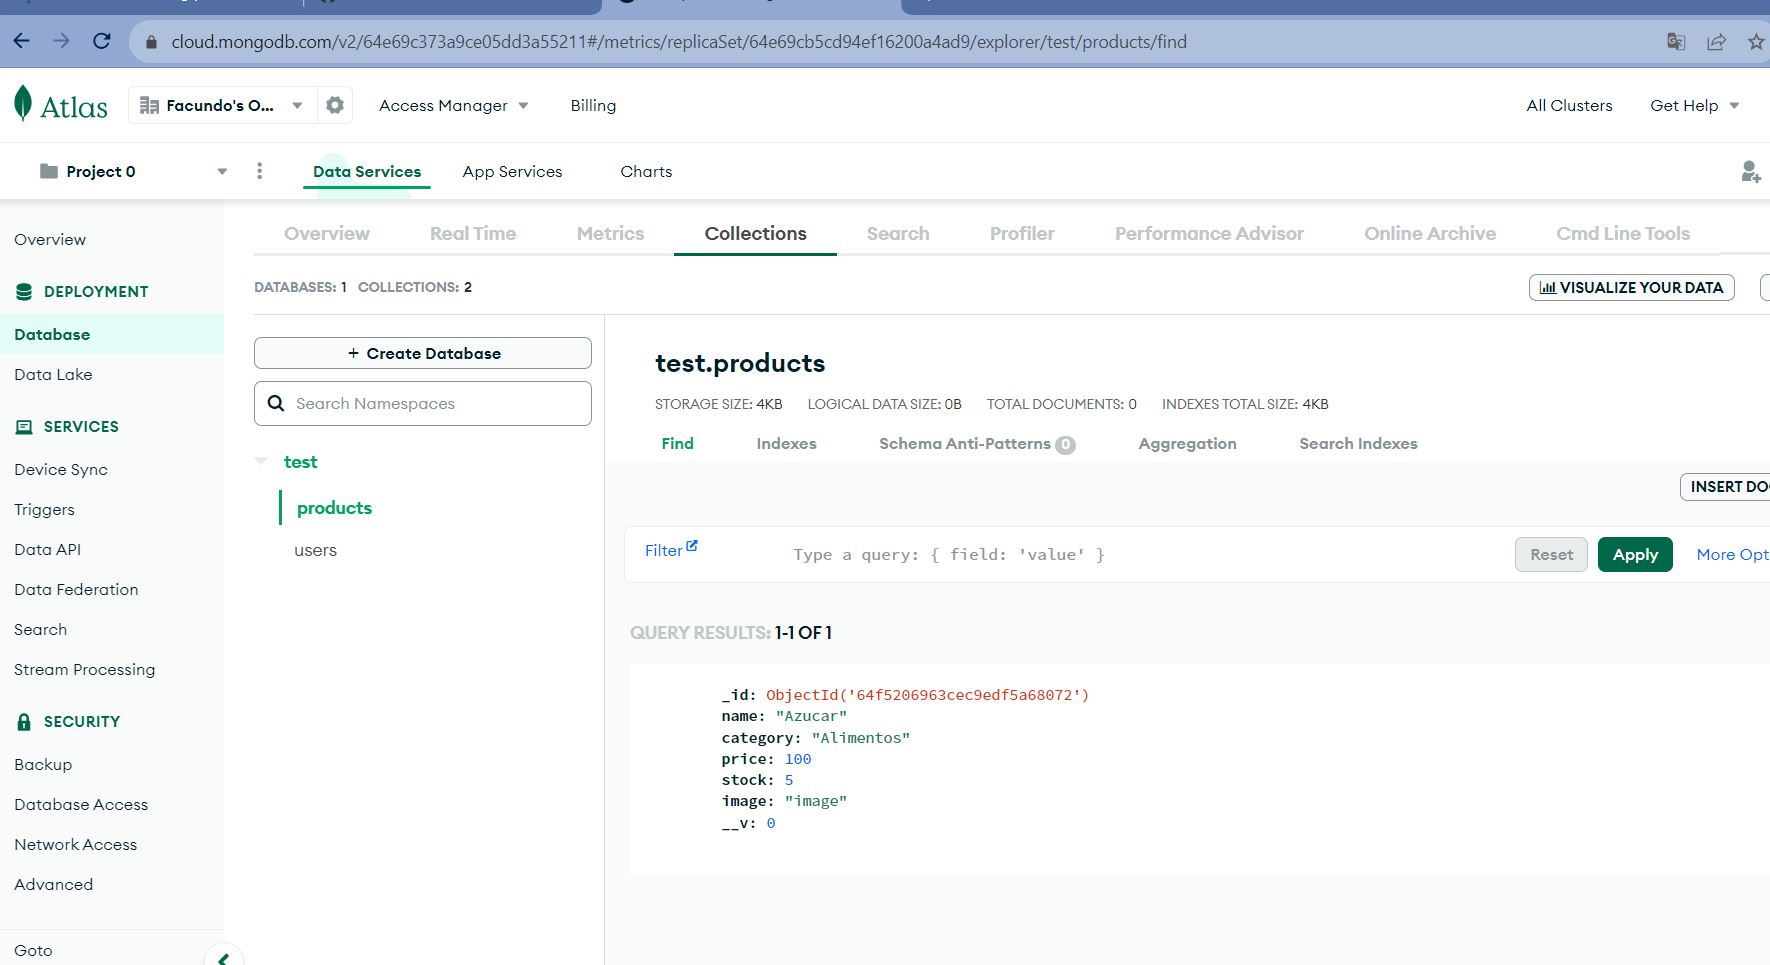 cloud.mongodb.com/v2/64e69c373a9ce05dd3a55211#/metrics/replicaSet/64e69cb5cd94ef16200a4ad9/explorer/test/products/find
Atlas Facundo's O... Access Manager Billing All Clusters Get Help
Project 0 Data Services App Services Charts
Overview Real Time Metrics Collections Search Profiler Performance Advisor Online Archive Cmd Line Tools
DATABASES: 1 COLLECTIONS: 2 VISUALIZE YOUR DATA
Overview
DEPLOYMENT
Database
Data Lake
SERVICES
Device Sync
Triggers
Data API
Data Federation
Search
Stream Processing
SECURITY
Backup
Database Access
Network Access
Advanced
Goto
+ Create Database
Search Namespaces
test
products
users
test.products
STORAGE SIZE: 4KB LOGICAL DATA SIZE: 0B TOTAL DOCUMENTS: 0 INDEXES TOTAL SIZE: 4KB
Find Indexes Schema Anti-Patterns 0 Aggregation Search Indexes
INSERT DO
Filter Type a query: { field: 'value' } Reset Apply More Opt
QUERY RESULTS: 1-1 OF 1
_id: ObjectId('64f5206963cec9edf5a68072')
name: "Azucar"
category: "Alimentos"
price: 100
stock: 5
image: "image"
__v: 0